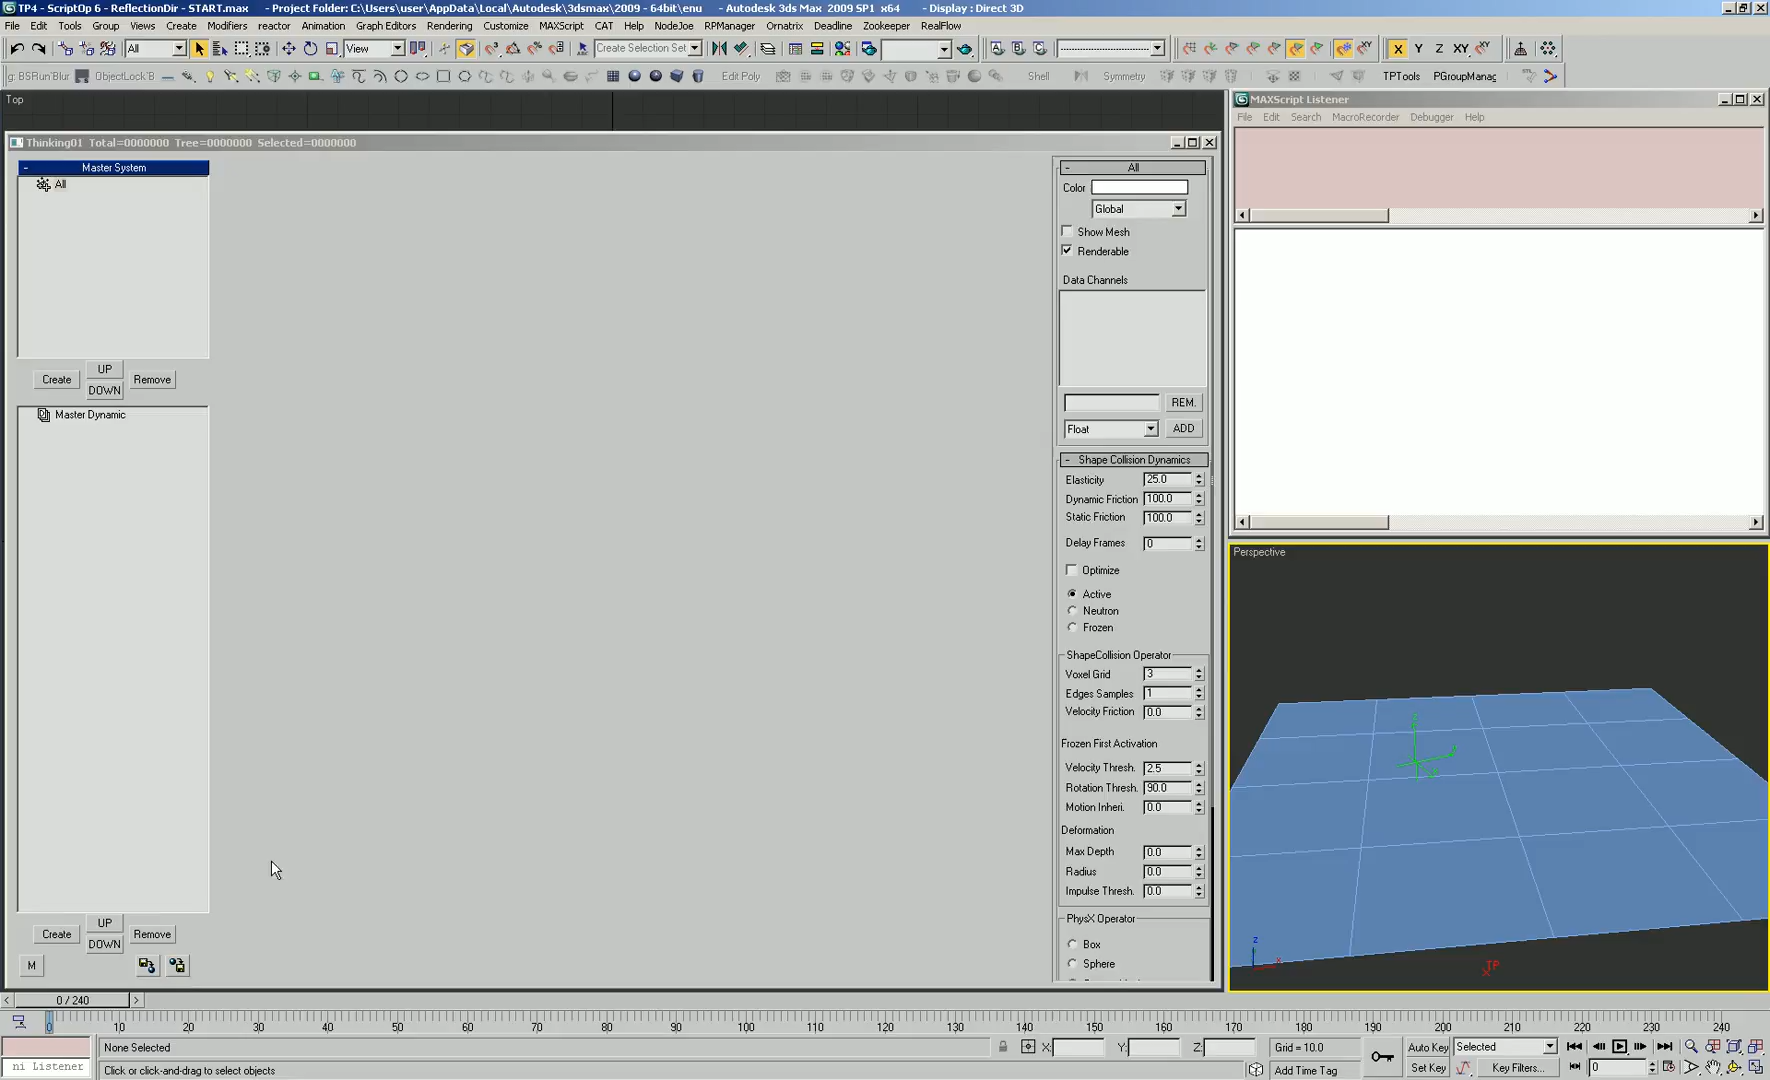 TP4 - ScriptOp 6 - ReflectionDir - START.max - Project Folder: C:\Users\user\AppData\Local\Autodesk\3dsmax\2009 - 64bit\enu - Autodesk 3ds Max 2009 SP1 x64 - Display : Direct 3D
File Edit Tools Group Views Create Modifiers reactor Animation Graph Editors Rendering Customize MAXScript CAT Help NodeJoe RPManager Ornatrix Deadline Zookeeper RealFlow
All View Create Selection Set X Y Z XY
g: BSRun'Blur ObjectLock'B Edit Poly Shell Symmetry TPTools PGroupManag
Top
Thinking01 Total=0000000 Tree=0000000 Selected=0000000
- Master System
All
Create UP DOWN Remove
Master Dynamic
Create UP DOWN Remove
M
- All
Color
Global
Show Mesh
Renderable
Data Channels
REM.
Float ADD
- Shape Collision Dynamics
Elasticity 25.0
Dynamic Friction 100.0
Static Friction 100.0
Delay Frames 0
Optimize
Active
Neutron
Frozen
ShapeCollision Operator
Voxel Grid 3
Edges Samples 1
Velocity Friction 0.0
Frozen First Activation
Velocity Thresh. 2.5
Rotation Thresh. 90.0
Motion Inheri. 0.0
Deformation
Max Depth 0.0
Radius 0.0
Impulse Thresh. 0.0
PhysX Operator
Box
Sphere
MAXScript Listener
File Edit Search MacroRecorder Debugger Help
Perspective
z
x
TP
< 0 / 240 >
0 10 20 30 40 50 60 70 80 90 100 110 120 130 140 150 160 170 180 190 200 210 220 230 240
None Selected X: Y: Z: Grid = 10.0 Auto Key Selected
ni Listener Click or click-and-drag to select objects Add Time Tag Set Key Key Filters... 0